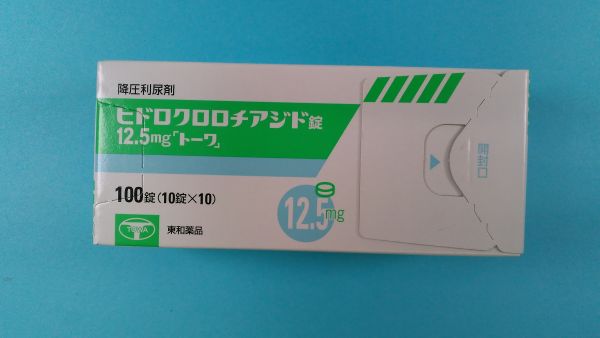 降圧利尿剤
ヒドロクロロチアジド錠
12.5mg「トーワ」
100錠(10錠×10)
12.5mg
TOWA 東和薬品
開封口